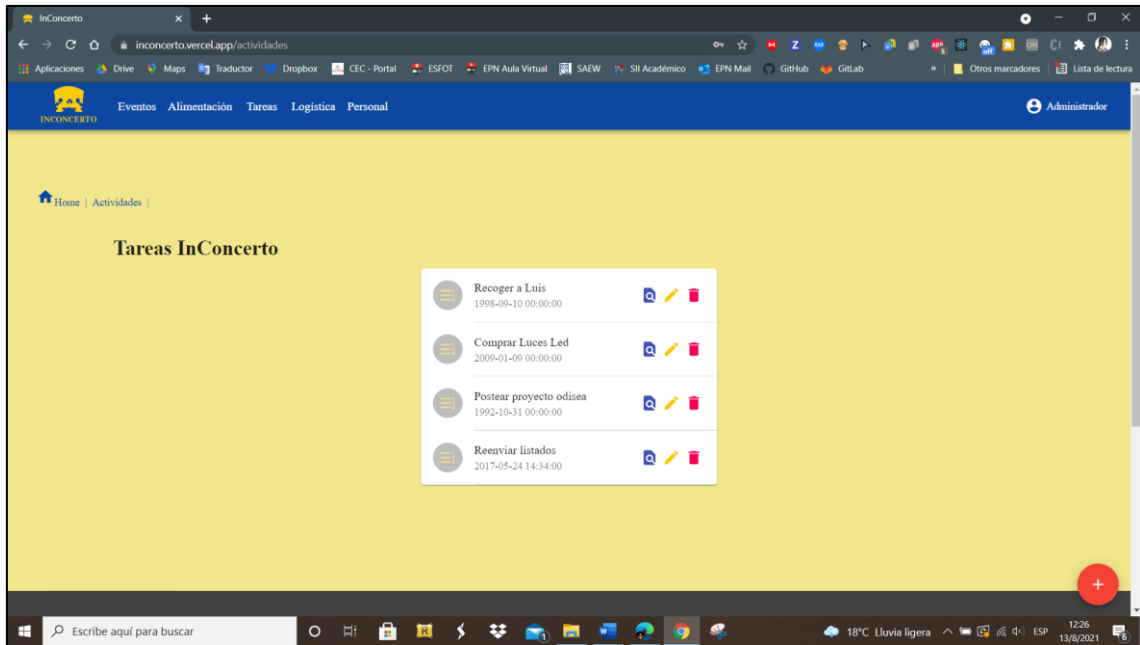 InConcerto
inconcerto.vercel.app/actividades
Aplicaciones Drive Maps Traductor Dropbox CEC - Portal ESFOT EPN Aula Virtual SAEW SII Académico EPN Mail GitHub GitLab » Otros marcadores Lista de lectura
INCONCERTO
Eventos Alimentación Tareas Logística Personal
Administrador
Home | Actividades |
Tareas InConcerto
Recoger a Luis
1998-09-10 00:00:00
Comprar Luces Led
2009-01-09 00:00:00
Postear proyecto odisea
1992-10-31 00:00:00
Reenviar listados
2017-05-24 14:34:00
Escribe aquí para buscar
18°C Lluvia ligera
ESP
12:26
13/8/2021